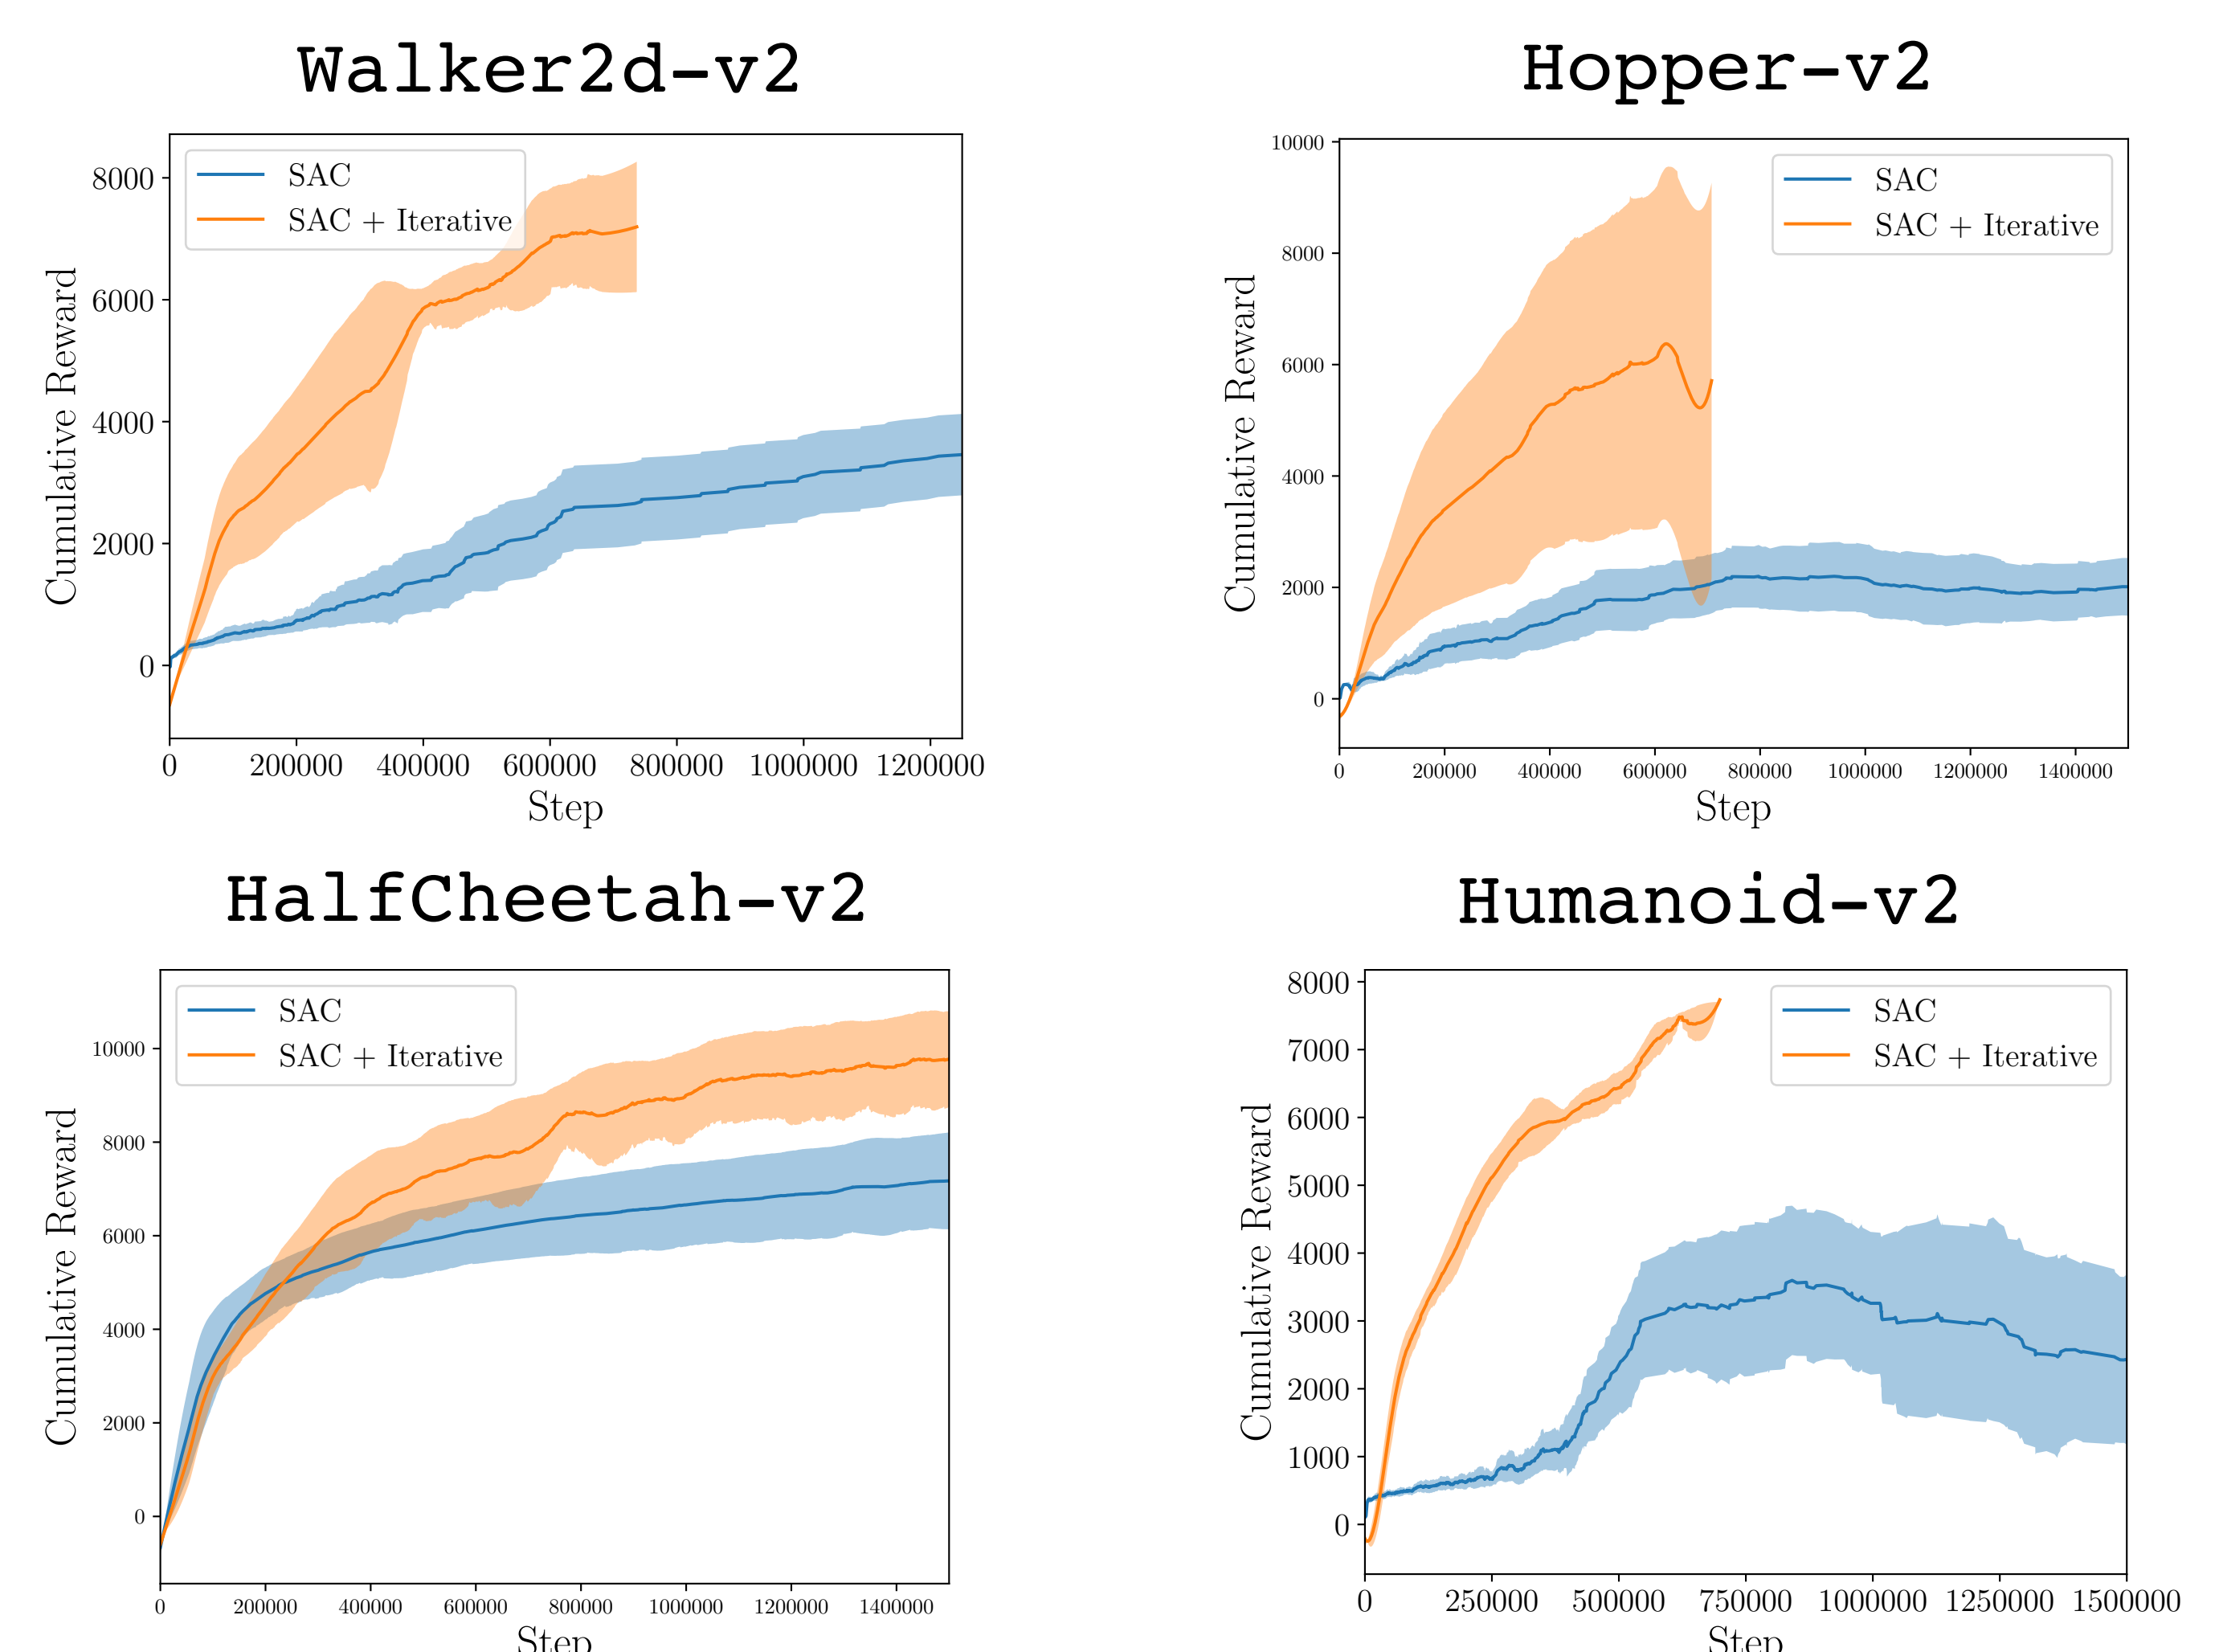 Walker2d-v2
SAC
SAC + Iterative
8000
6000
4000
2000
0
Cumulative Reward
0 200000 400000 600000 800000 1000000 1200000
Step
Hopper-v2
SAC
SAC + Iterative
10000
8000
6000
4000
2000
0
Cumulative Reward
0 200000 400000 600000 800000 1000000 1200000 1400000
Step
HalfCheetah-v2
SAC
SAC + Iterative
10000
8000
6000
4000
2000
0
Cumulative Reward
0 200000 400000 600000 800000 1000000 1200000 1400000
Step
Humanoid-v2
SAC
SAC + Iterative
8000
7000
6000
5000
4000
3000
2000
1000
0
Cumulative Reward
0 250000 500000 750000 1000000 1250000 1500000
Step